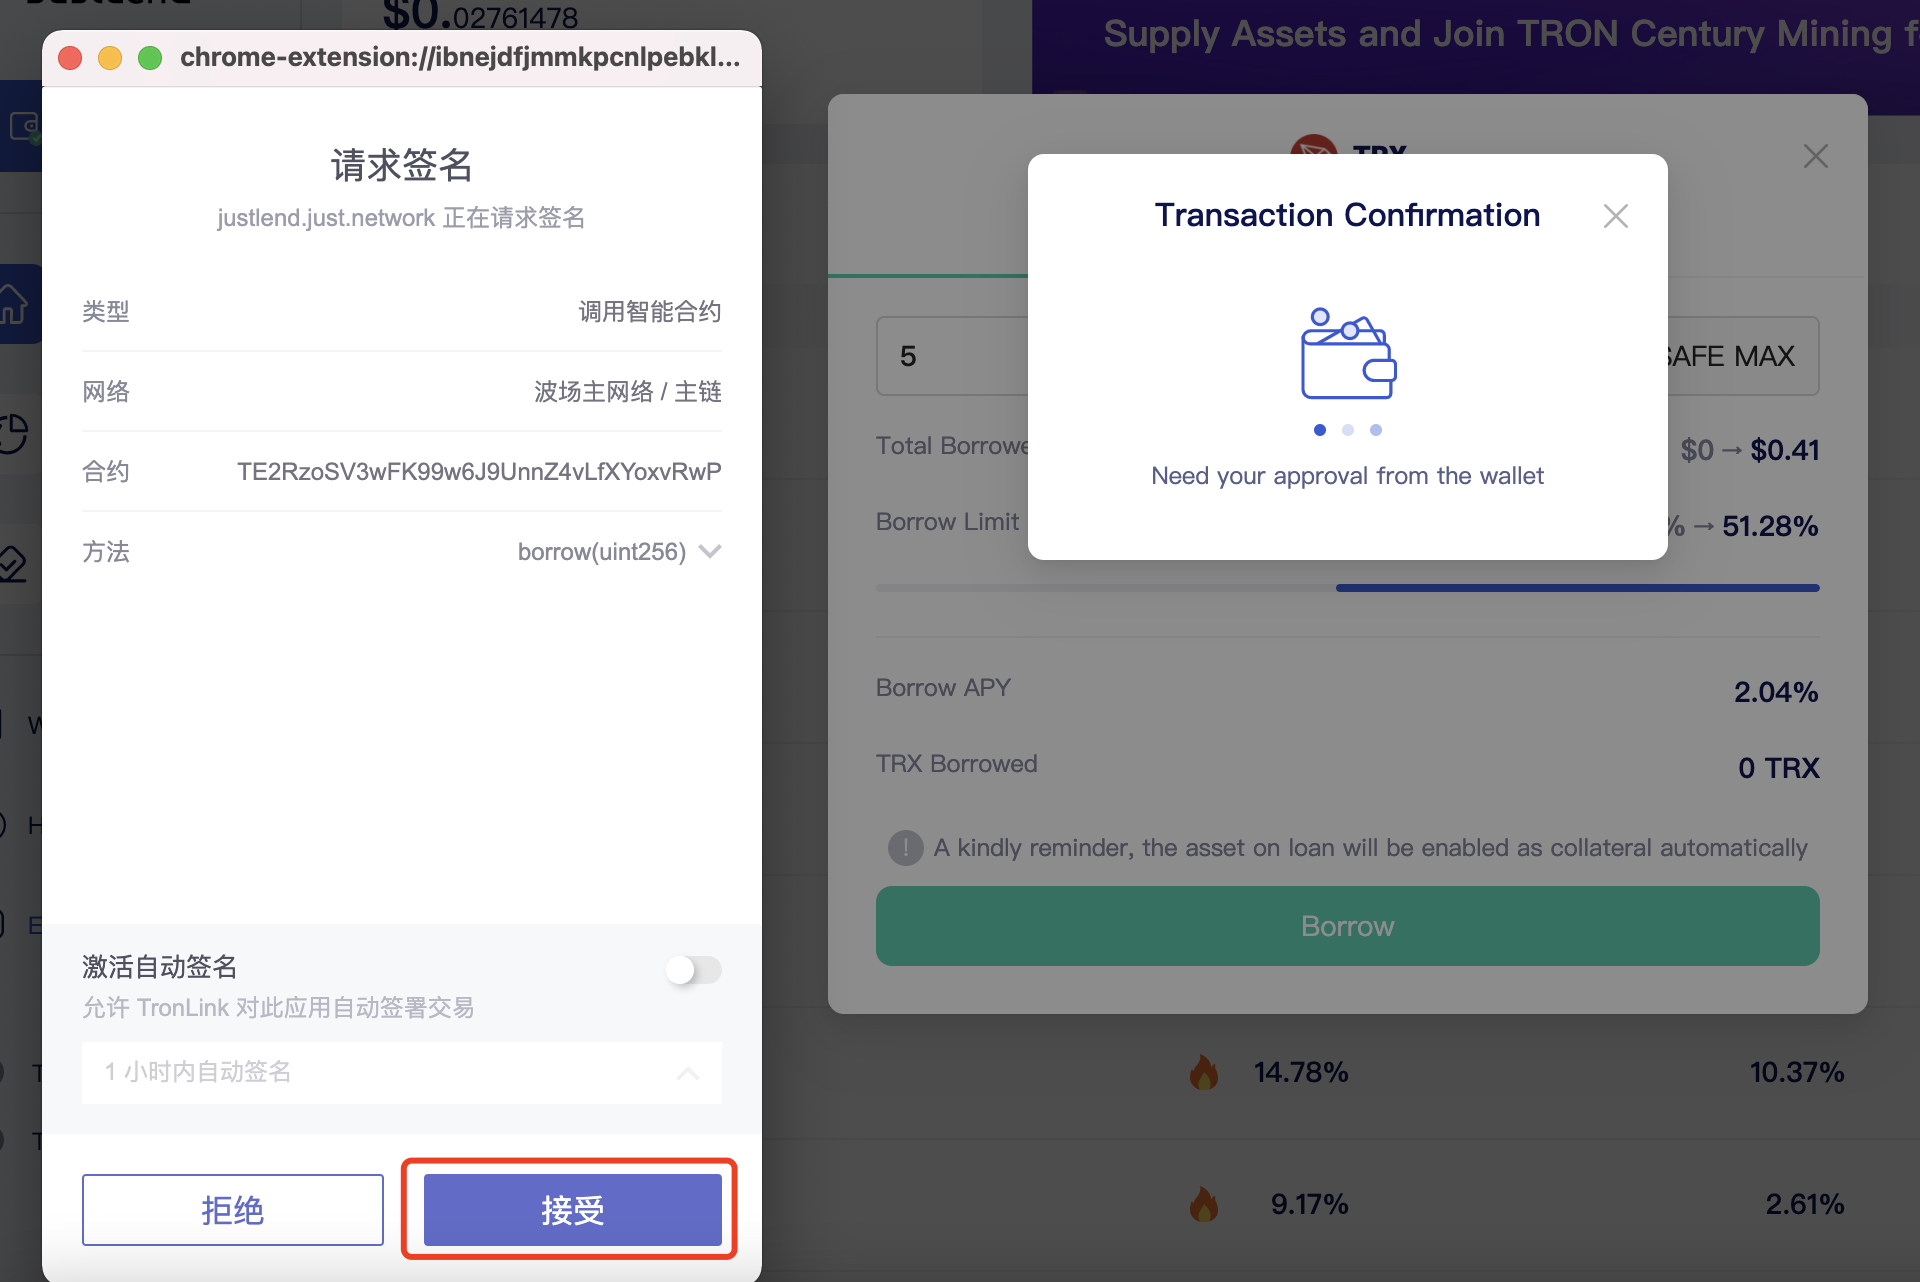 $0.02761478
Supply Assets and Join TRON Century Mining
chrome-extension://ibnejdfjmmkpcnlpebkl...
请求签名
justlend.just.network 正在请求签名
类型 调用智能合约
网络 波场主网络 / 主链
合约 TE2RzoSV3wFK99w6J9UnnZ4vLfXYoxvRwP
方法 borrow(uint256)
激活自动签名
允许 TronLink 对此应用自动签署交易
1 小时内自动签名
拒绝
接受
TRX
Transaction Confirmation
Need your approval from the wallet
5
SAFE MAX
Total Borrowe
$0 → $0.41
Borrow Limit
% → 51.28%
Borrow APY
2.04%
TRX Borrowed
0 TRX
! A kindly reminder, the asset on loan will be enabled as collateral automatically
Borrow
14.78% 10.37%
9.17% 2.61%